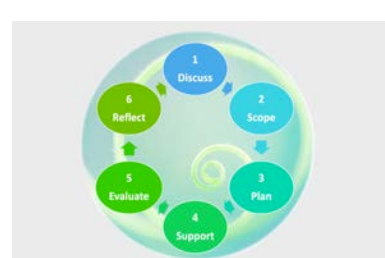 1
Discuss
2
Scope
3
Plan
4
Support
5
Evaluate
6
Reflect